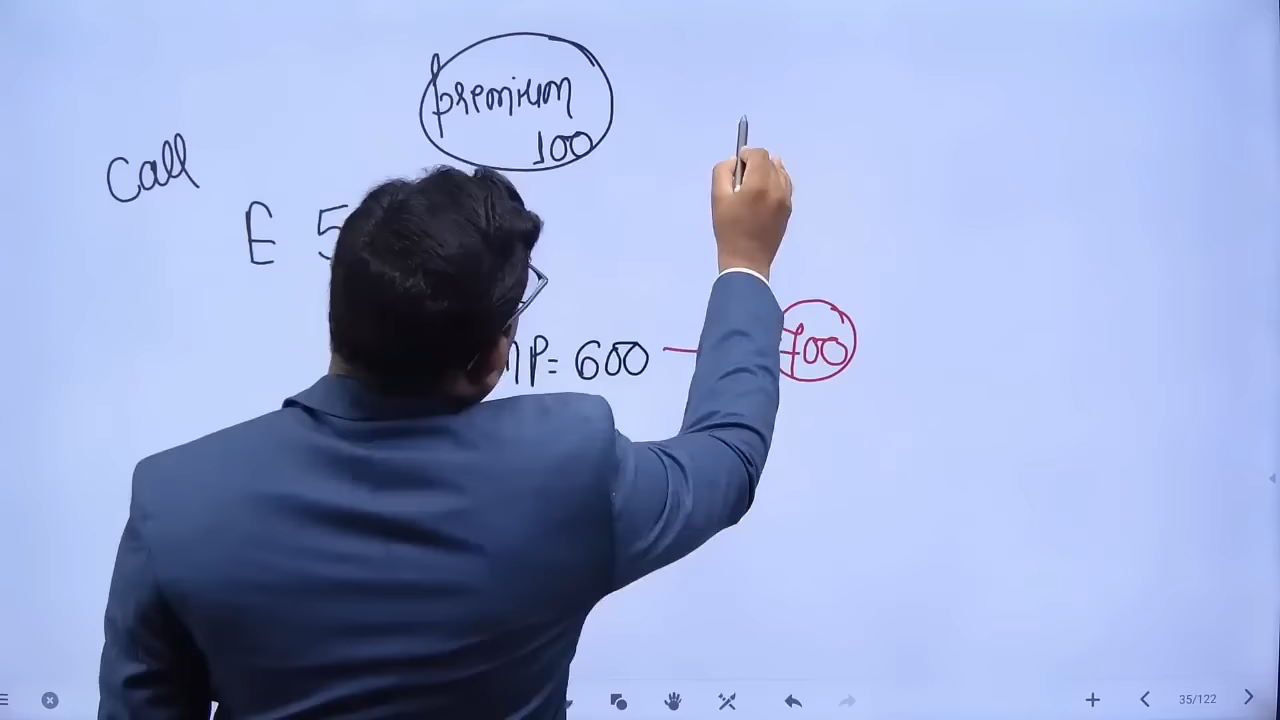 premium
100
Call
E 5
MP = 600 — 700
35/122